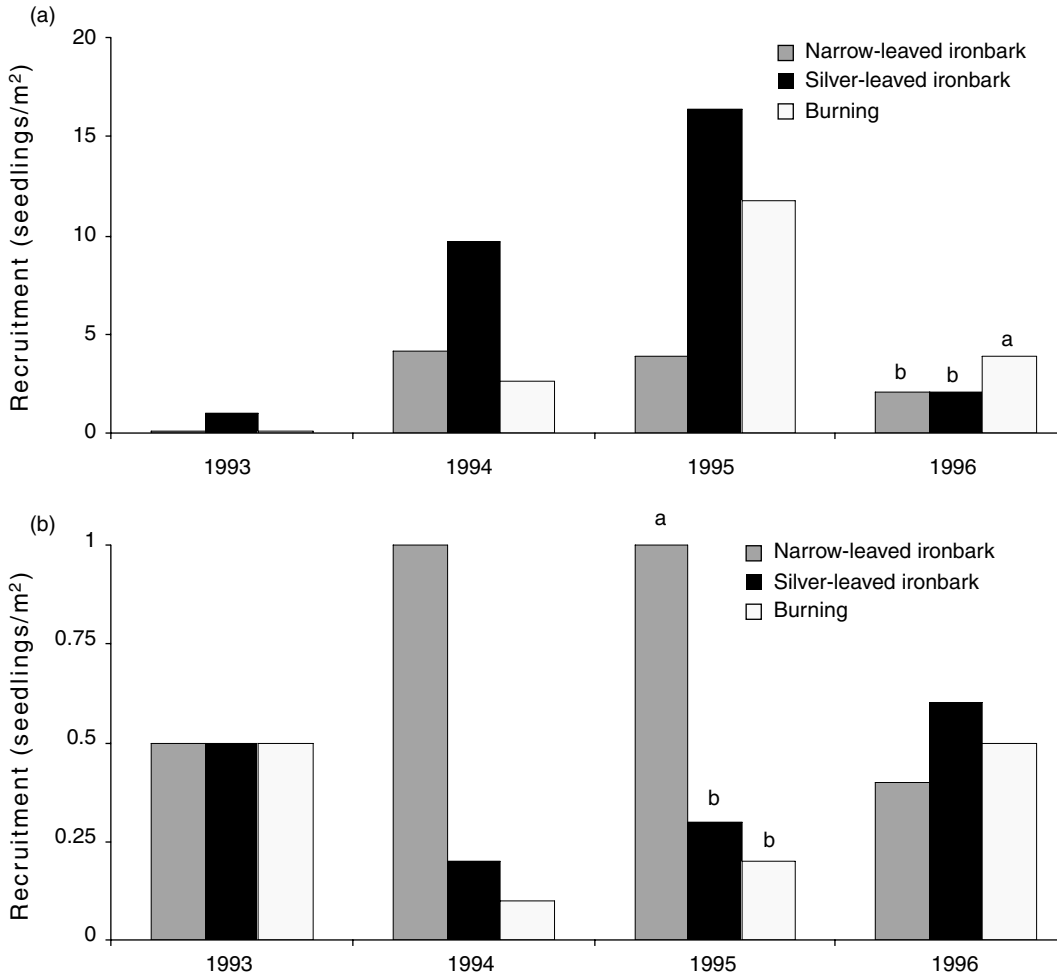 (a)
20
15
10
5
0
Recruitment (seedlings/m²)
Narrow-leaved ironbark
Silver-leaved ironbark
Burning
b b a
1993 1994 1995 1996
(b)
1
0.75
0.5
0.25
0
Recruitment (seedlings/m²)
Narrow-leaved ironbark
Silver-leaved ironbark
Burning
a
b
b
1993 1994 1995 1996